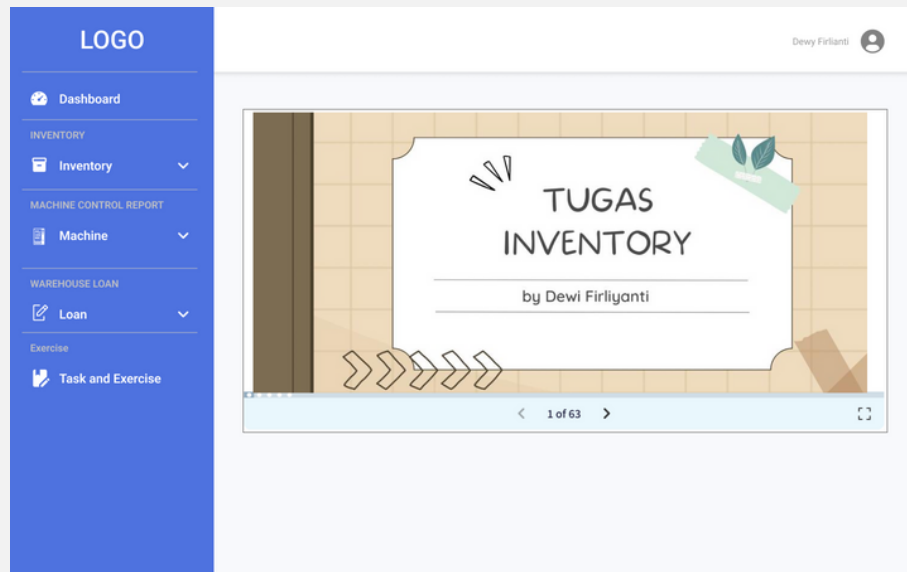 LOGO
Dewy Firlianti
Dashboard
INVENTORY
Inventory
MACHINE CONTROL REPORT
Machine
WAREHOUSE LOAN
Loan
Exercise
Task and Exercise
TUGAS
INVENTORY
by Dewi Firliyanti
1 of 63